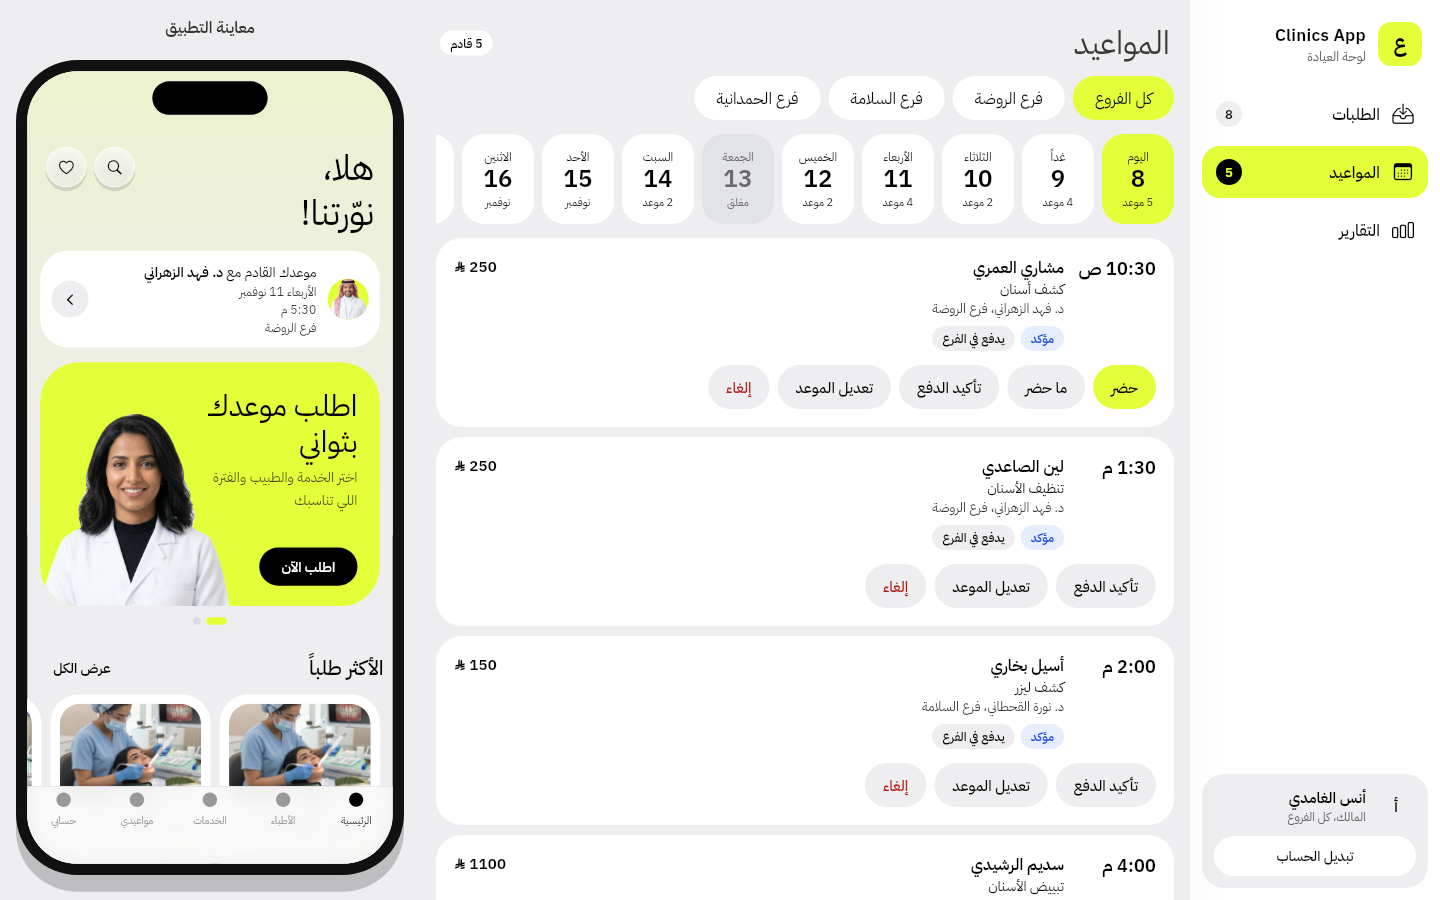 ع
Clinics App
لوحة العيادة
الطلبات
8
المواعيد
5
التقارير
أ
أنس الغامدي
المالك، كل الفروع
تبديل الحساب
المواعيد
5 قادم
كل الفروع
فرع الروضة
فرع السلامة
فرع الحمدانية
اليوم
8
5 موعد
غداً
9
4 موعد
الثلاثاء
10
2 موعد
الأربعاء
11
4 موعد
الخميس
12
2 موعد
الجمعة
13
مغلق
السبت
14
2 موعد
الأحد
15
نوفمبر
الاثنين
16
نوفمبر
10:30 ص
مشاري العمري
250 ⃁
كشف أسنان
د. فهد الزهراني، فرع الروضة
مؤكد
يدفع في الفرع
حضر
ما حضر
تأكيد الدفع
تعديل الموعد
إلغاء
1:30 م
لين الصاعدي
250 ⃁
تنظيف الأسنان
د. فهد الزهراني، فرع الروضة
مؤكد
يدفع في الفرع
تأكيد الدفع
تعديل الموعد
إلغاء
2:00 م
أسيل بخاري
150 ⃁
كشف ليزر
د. نورة القحطاني، فرع السلامة
مؤكد
يدفع في الفرع
تأكيد الدفع
تعديل الموعد
إلغاء
4:00 م
سديم الرشيدي
1100 ⃁
تبييض الأسنان
معاينة التطبيق
هلا،
نوّرتنا!
موعدك القادم مع د. فهد الزهراني
الأربعاء 11 نوفمبر
5:30 م
فرع الروضة
اطلب موعدك
بثواني
اختر الخدمة والطبيب والفترة
اللي تناسبك
اطلب الآن
الأكثر طلباً
عرض الكل
الرئيسية
الأطباء
الخدمات
مواعيدي
حسابي